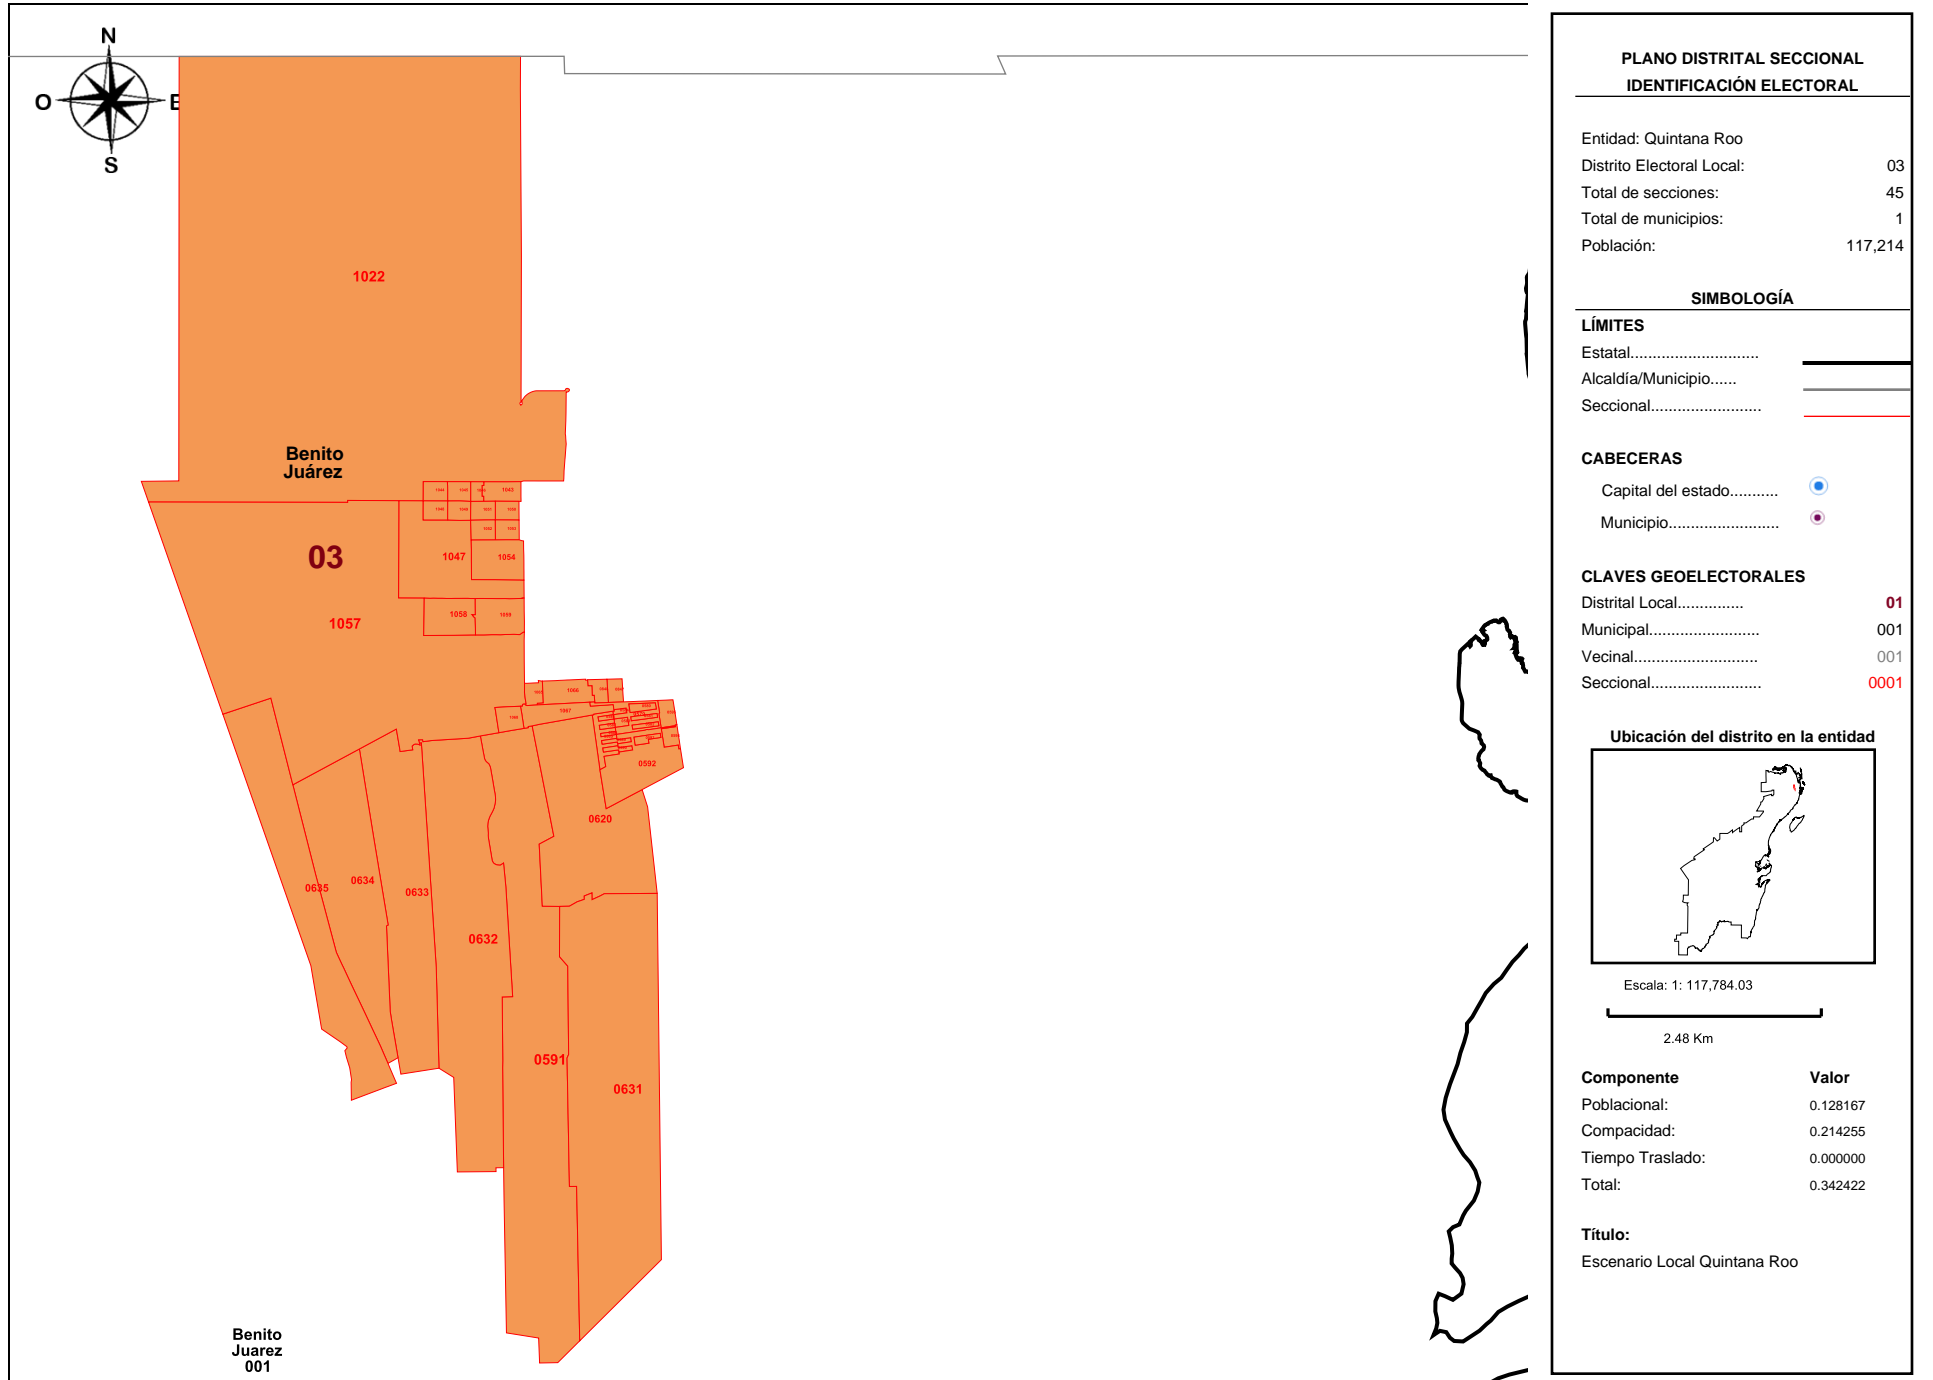 N
O
E
S
1022
Benito
Juárez
1042
03
1047
1054
1057
1058
1059
1066
1067
0592
0620
0635
0634
0633
0632
0591
0631
Benito
Juarez
001
PLANO DISTRITAL SECCIONAL
IDENTIFICACIÓN ELECTORAL
Entidad: Quintana Roo
Distrito Electoral Local: 03
Total de secciones: 45
Total de municipios: 1
Población: 117,214
SIMBOLOGÍA
LÍMITES
Estatal.............................
Alcaldía/Municipio......
Seccional.........................
CABECERAS
Capital del estado...........
Municipio.........................
CLAVES GEOELECTORALES
Distrital Local............... 01
Municipal......................... 001
Vecinal............................ 001
Seccional......................... 0001
Ubicación del distrito en la entidad
Escala: 1: 117,784.03
2.48 Km
Componente Valor
Poblacional: 0.128167
Compacidad: 0.214255
Tiempo Traslado: 0.000000
Total: 0.342422
Título:
Escenario Local Quintana Roo